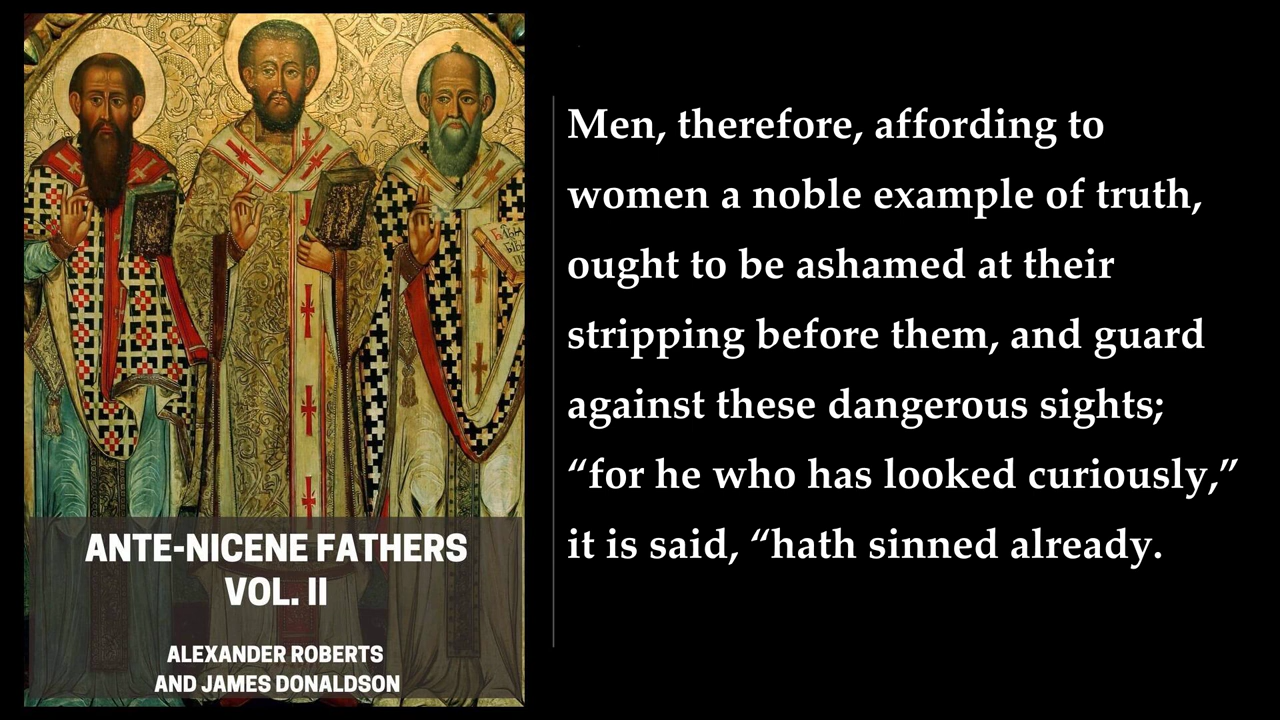 ANTE-NICENE FATHERS
VOL. II
ALEXANDER ROBERTS
AND JAMES DONALDSON
Men, therefore, affording to
women a noble example of truth,
ought to be ashamed at their
stripping before them, and guard
against these dangerous sights;
“for he who has looked curiously,”
it is said, “hath sinned already.